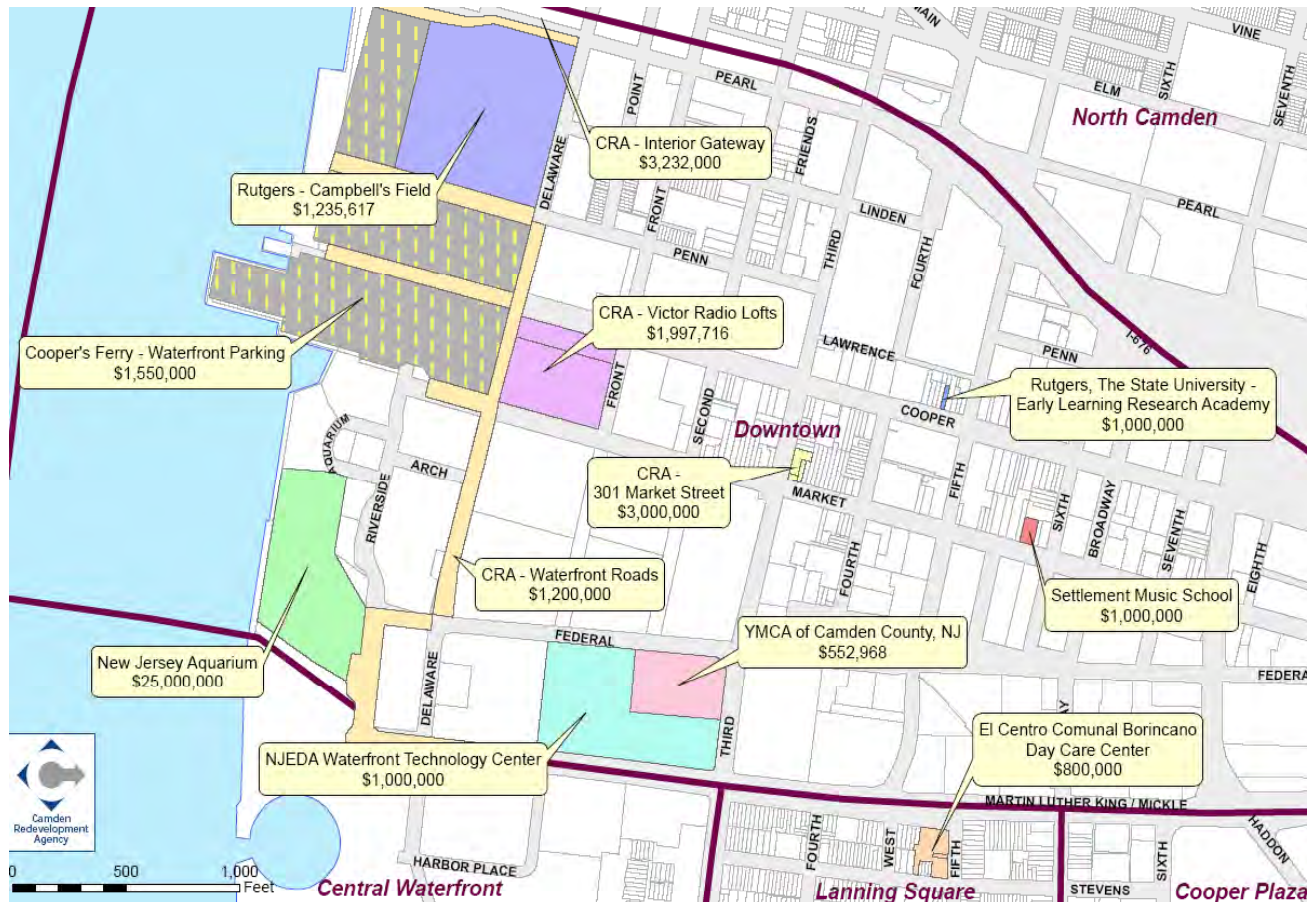 MAIN
VINE
ELM
SIXTH
SEVENTH
PEARL
POINT
North Camden
FRIENDS
CRA - Interior Gateway
$3,232,000
DELAWARE
Rutgers - Campbell's Field
$1,235,617
FRONT
LINDEN
PEARL
THIRD
FOURTH
PENN
CRA - Victor Radio Lofts
$1,997,716
LAWRENCE
PENN
I-676
Cooper's Ferry - Waterfront Parking
$1,550,000
FRONT
Rutgers, The State University -
Early Learning Research Academy
$1,000,000
COOPER
SECOND
Downtown
AQUARIUM
ARCH
CRA -
301 Market Street
$3,000,000
MARKET
FIFTH
SIXTH
BROADWAY
SEVENTH
EIGHTH
RIVERSIDE
FOURTH
CRA - Waterfront Roads
$1,200,000
Settlement Music School
$1,000,000
FEDERAL
YMCA of Camden County, NJ
$552,968
New Jersey Aquarium
$25,000,000
FEDERA
DELAWARE
THIRD
WAY
El Centro Comunal Borincano
Day Care Center
$800,000
NJEDA Waterfront Technology Center
$1,000,000
MARTIN LUTHER KING / MICKLE
Camden
Redevelopment
Agency
FOURTH
WEST
FIFTH
SIXTH
HADDON
0 500 1,000
Feet
HARBOR PLACE
Central Waterfront
Lanning Square
STEVENS
Cooper Plaza